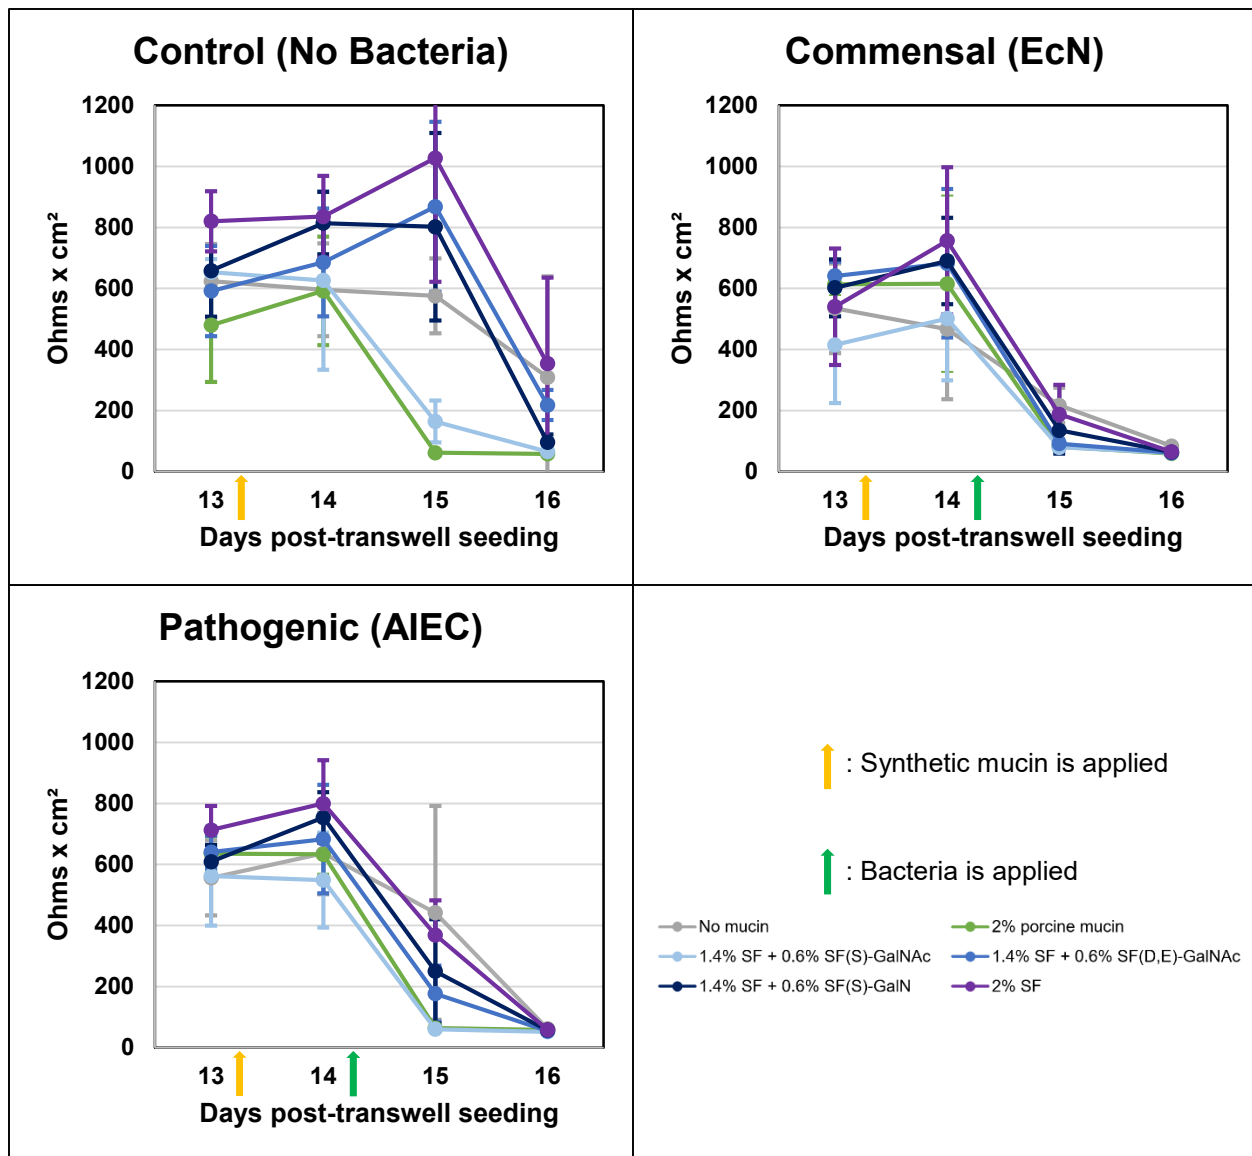 Control (No Bacteria)
1200
1000
800
600
400
200
0
Ohms x cm²
13 14 15 16
Days post-transwell seeding
Commensal (EcN)
1200
1000
800
600
400
200
0
Ohms x cm²
13 14 15 16
Days post-transwell seeding
Pathogenic (AIEC)
1200
1000
800
600
400
200
0
Ohms x cm²
13 14 15 16
Days post-transwell seeding
: Synthetic mucin is applied
: Bacteria is applied
No mucin 2% porcine mucin
1.4% SF + 0.6% SF(S)-GalNAc 1.4% SF + 0.6% SF(D,E)-GalNAc
1.4% SF + 0.6% SF(S)-GalN 2% SF